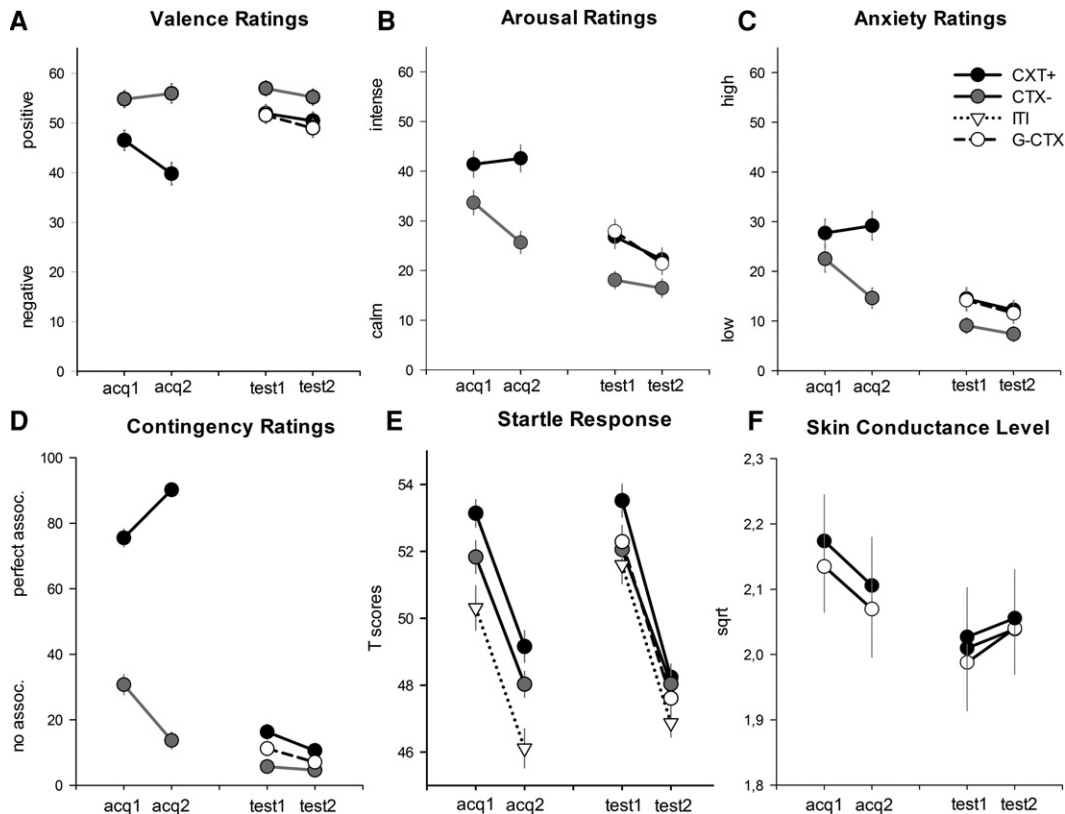 A Valence Ratings
positive
negative
60
50
40
30
20
10
0
acq1 acq2 test1 test2
B Arousal Ratings
intense
calm
60
50
40
30
20
10
0
acq1 acq2 test1 test2
C Anxiety Ratings
high
low
60
50
40
30
20
10
0
CXT+
CTX-
ITI
G-CTX
acq1 acq2 test1 test2
D Contingency Ratings
perfect assoc.
no assoc.
100
80
60
40
20
0
acq1 acq2 test1 test2
E Startle Response
T scores
54
52
50
48
46
acq1 acq2 test1 test2
F Skin Conductance Level
sqrt
2,3
2,2
2,1
2,0
1,9
1,8
acq1 acq2 test1 test2